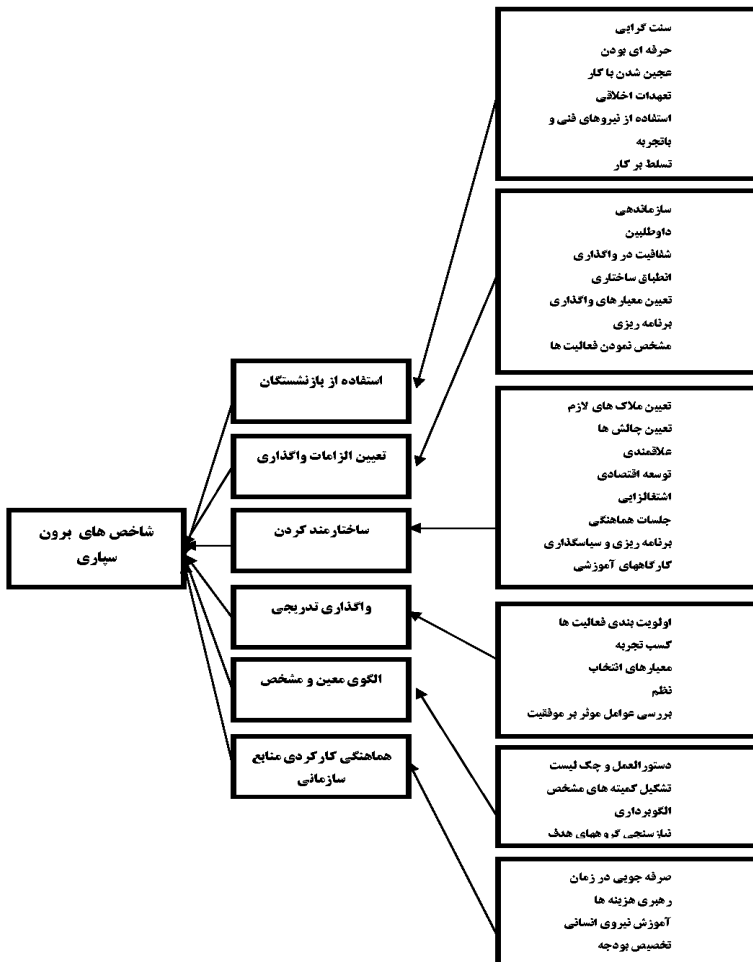 سنت گرایی
حرفه ای بودن
عجین شدن با کار
تعهدات اخلاقی
استفاده از نیروهای فنی و
باتجربه
تسلط بر کار
سازماندهی
داوطلبین
شفافیت در واگذاری
انطباق ساختاری
تعیین معیارهای واگذاری
برنامه ریزی
مشخص نمودن فعالیت ها
تعیین ملاک های لازم
تعیین چالش ها
علاقمندی
توسعه اقتصادی
اشتغالزایی
جلسات هماهنگی
برنامه ریزی و سیاسگذاری
کارگاههای آموزشی
اولویت بندی فعالیت ها
کسب تجربه
معیارهای انتخاب
نظم
بررسی عوامل موثر بر موفقیت
دستورالعمل و چک لیست
تشکیل کمیته های مشخص
الگوبرداری
نیازسنجی گروههای هدف
صرفه جویی در زمان
رهبری هزینه ها
آموزش نیروی انسانی
تخصیص بودجه
استفاده از بازنشستگان
تعیین الزامات واگذاری
ساختارمند کردن
واگذاری تدریجی
الگوی معین و مشخص
هماهنگی کارکردی منابع
سازمانی
شاخص های برون
سپاری